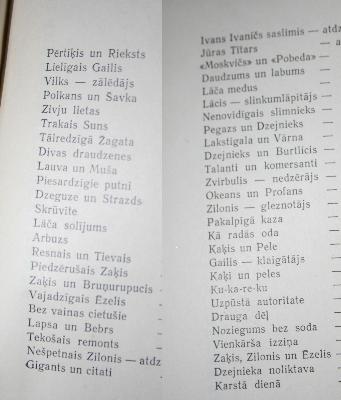 Pērtiķis un Rieksts
Lielīgais Gailis
Vilks — zālēdājs
Polkans un Šavka
Zivju lietas
Trakais Suns
Tālredzīgā Zagata
Divas draudzenes
Lauva un Muša
Piesardzīgie putni
Dzeguze un Strazds
Skrūvīte
Lāča solījums
Arbuzs
Resnais un Tievais
Piedzērušais Zaķis
Zaķis un Bruņurupucis —
Vajadzīgais Ēzelis —
Bez vainas cietušie —
Lapsa un Bebrs —
Tekošais remonts —
Nešpetnais Zilonis — atdz
Gigants un citāti —
Ivans Ivaničs saslimis — atdz
Jūras Titārs — a
«Moskvičs» un «Pobeda» —
Daudzums un labums —
Lāča medus —
Lācis — slinkumlāpītājs —
Nenovīdīgais slimnieks —
Pegazs un Dzejnieks —
Lakstīgala un Vārna —
Dzejnieks un Burtlicis —
Talanti un komersanti —
Zvirbulis — nedzērājs —
Okeāns un Profāns —
Zilonis — gleznotājs —
Pakalpīgā kaza —
Kā radās oda —
Kaķis un Pele —
Gailis — klaigātājs —
Kaķi un peles —
Ku-ka-re-ku —
Uzpūstā autoritāte —
Drauga dēļ —
Noziegums bez soda —
Vienkārša izziņa —
Zaķis, Zilonis un Ēzelis —
Dzejnieka noliktava —
Karstā dienā —